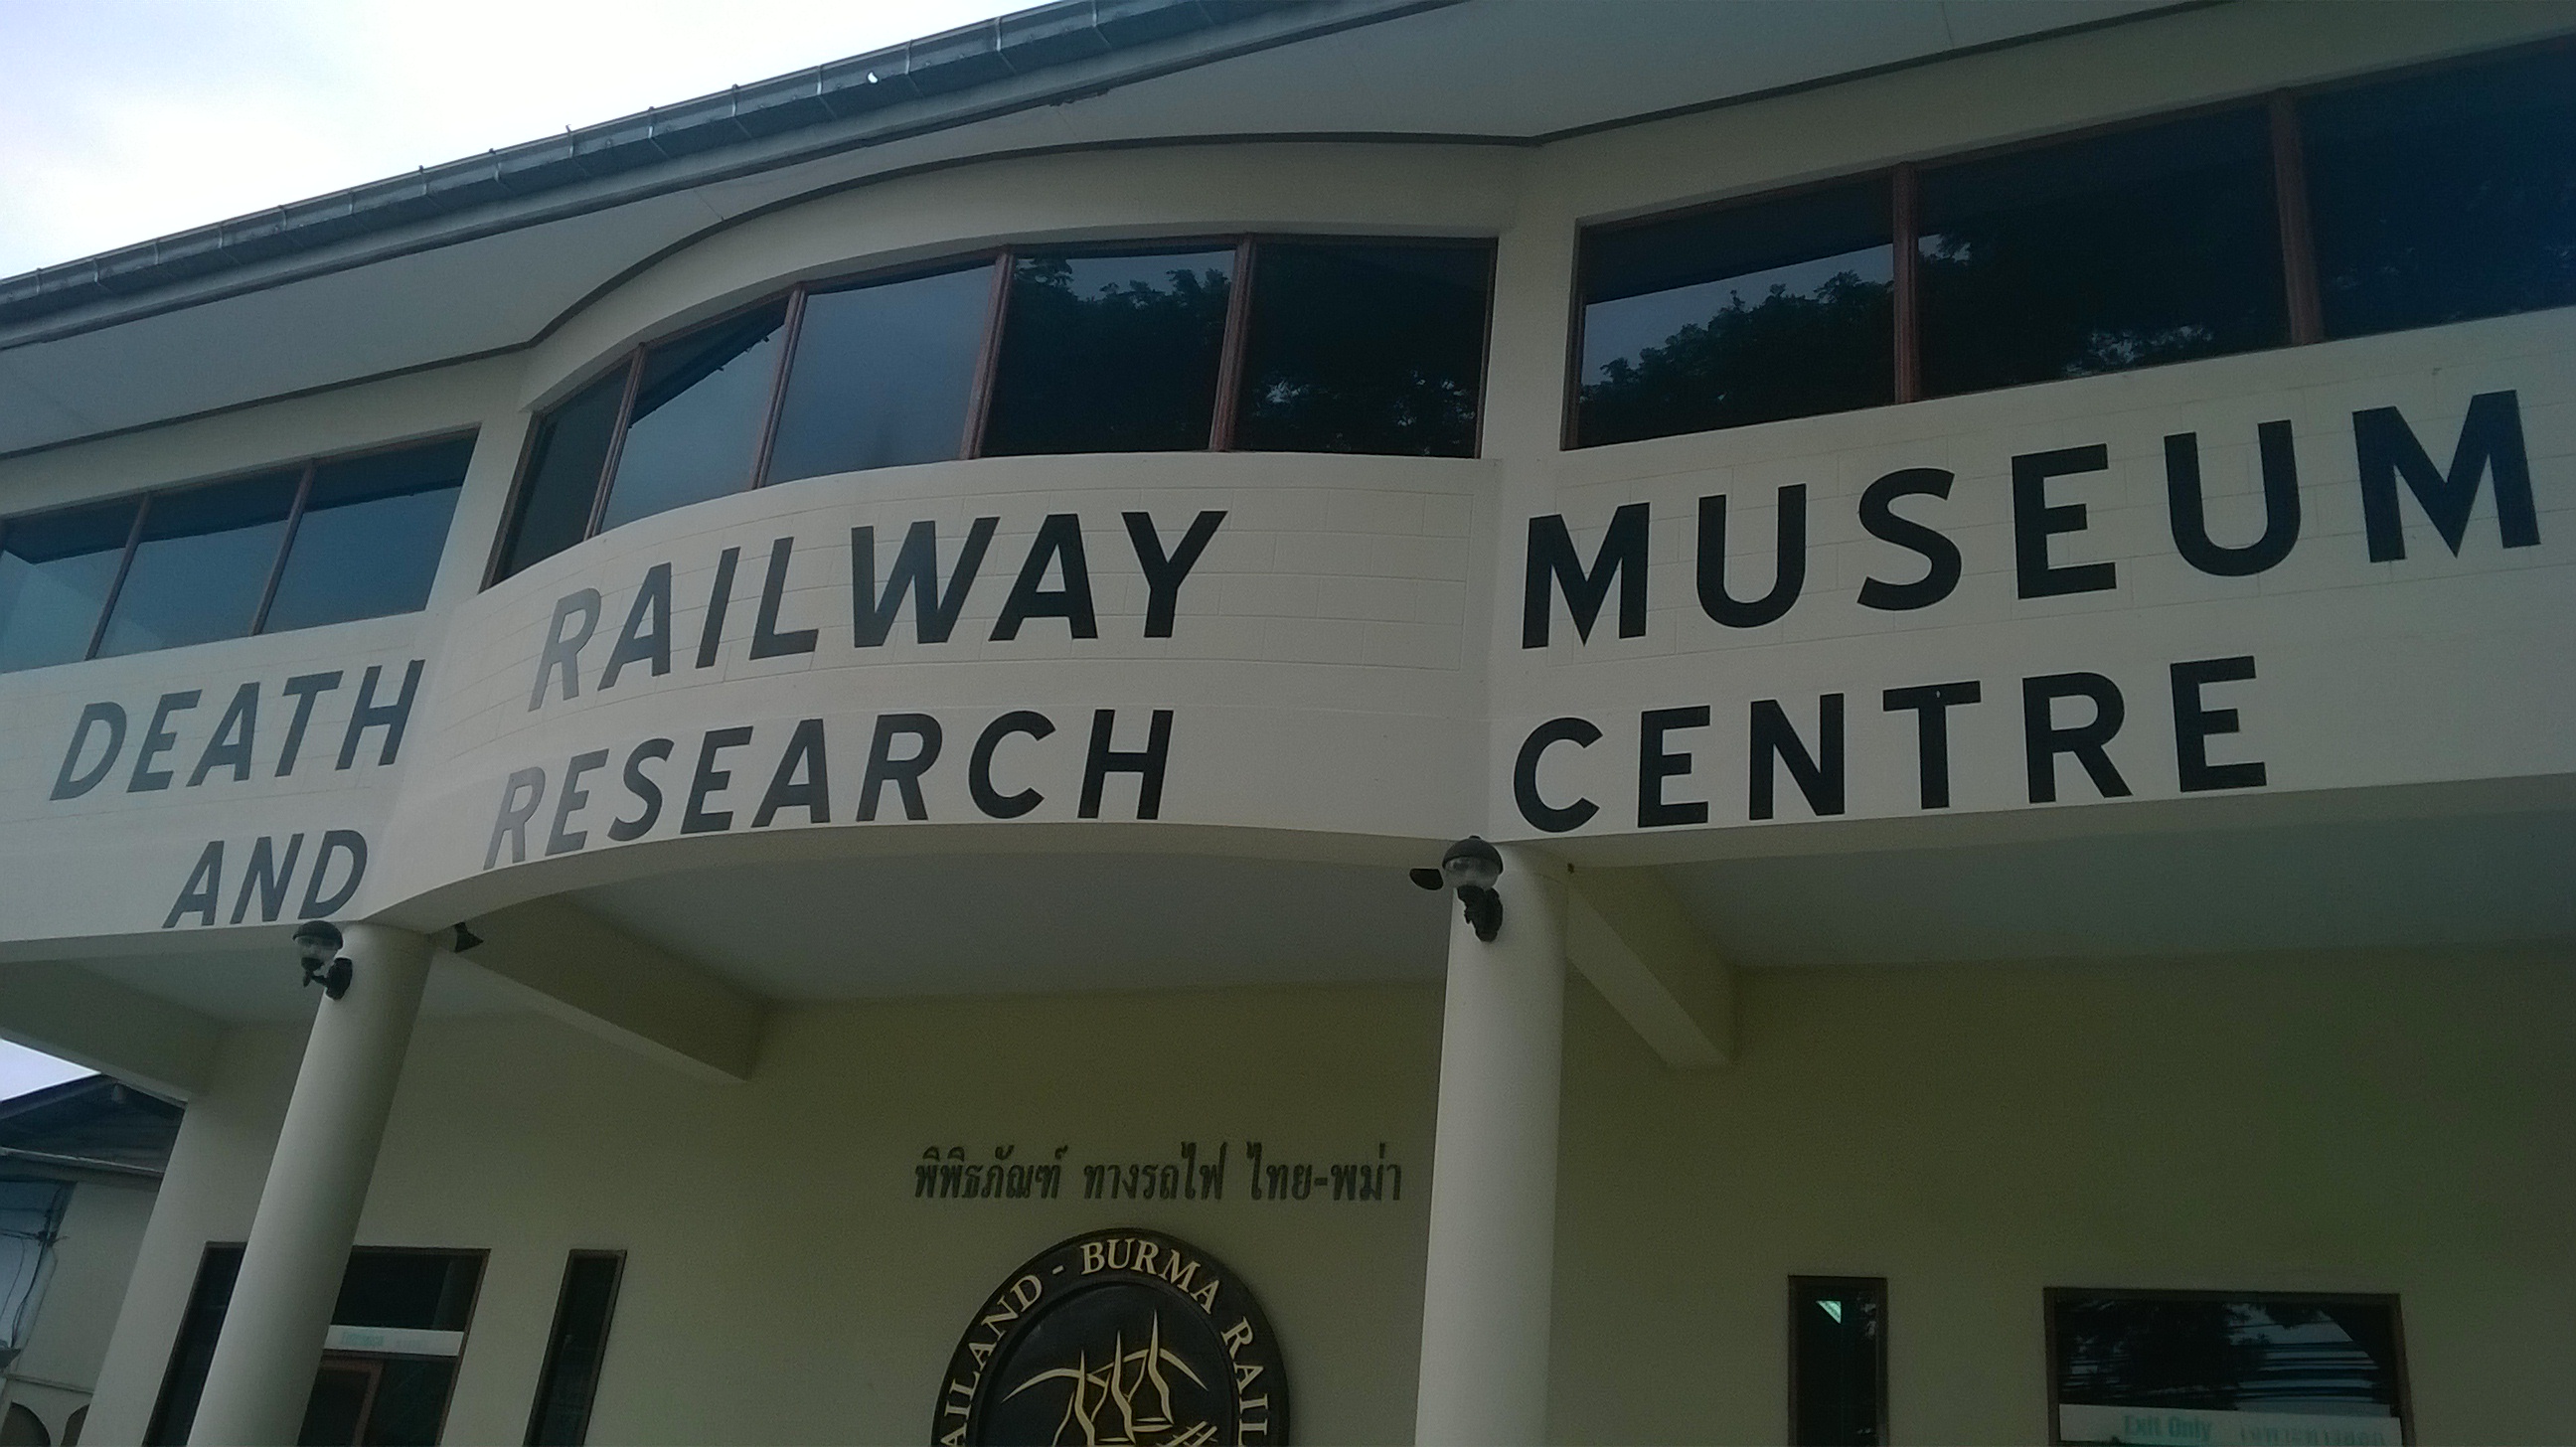 DEATH RAILWAY MUSEUM
AND RESEARCH CENTRE
พิพิธภัณฑ์ ทางรถไฟ ไทย-พม่า
AILAND - BURMA RAIL
Exit Only